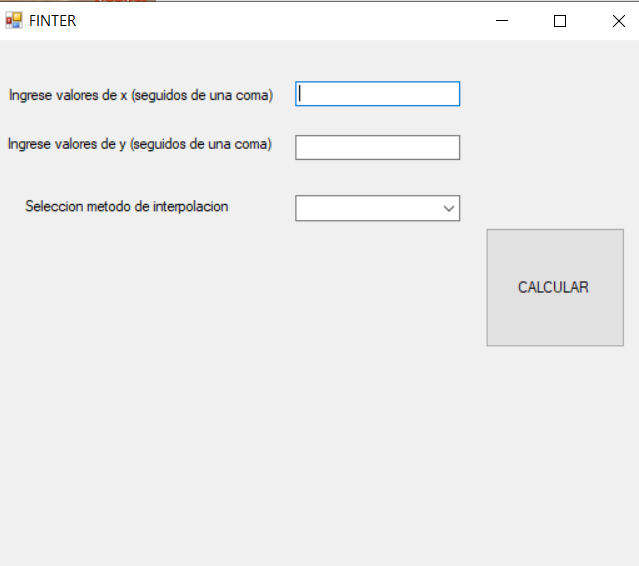 FINTER
Ingrese valores de x (seguidos de una coma)
Ingrese valores de y (seguidos de una coma)
Seleccion metodo de interpolacion
CALCULAR